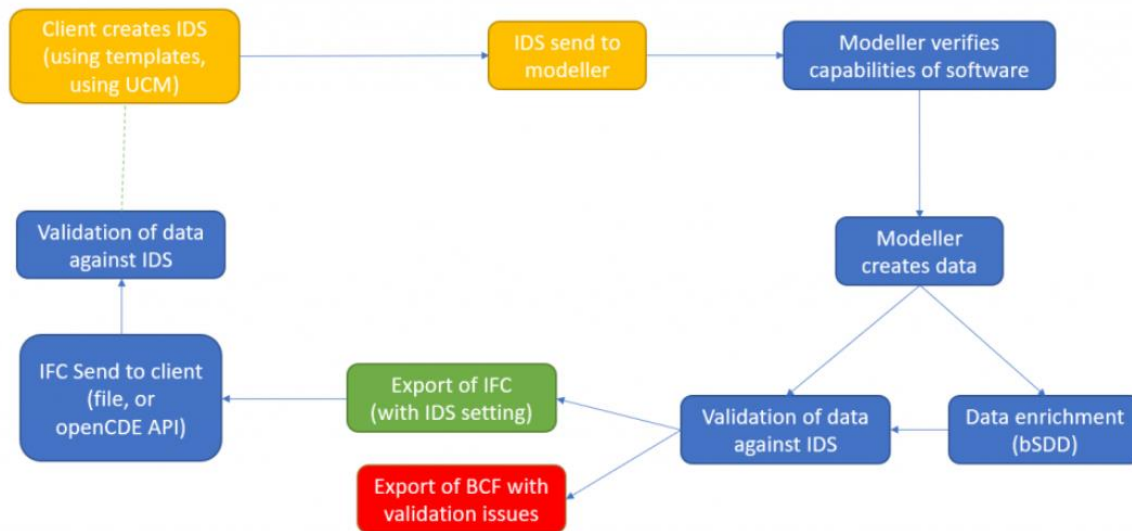 Client creates IDS
(using templates,
using UCM)
IDS send to
modeller
Modeller verifies
capabilities of software
Modeller
creates data
Data enrichment
(bSDD)
Validation of data
against IDS
Export of IFC
(with IDS setting)
Export of BCF with
validation issues
IFC Send to client
(file, or
openCDE API)
Validation of data
against IDS